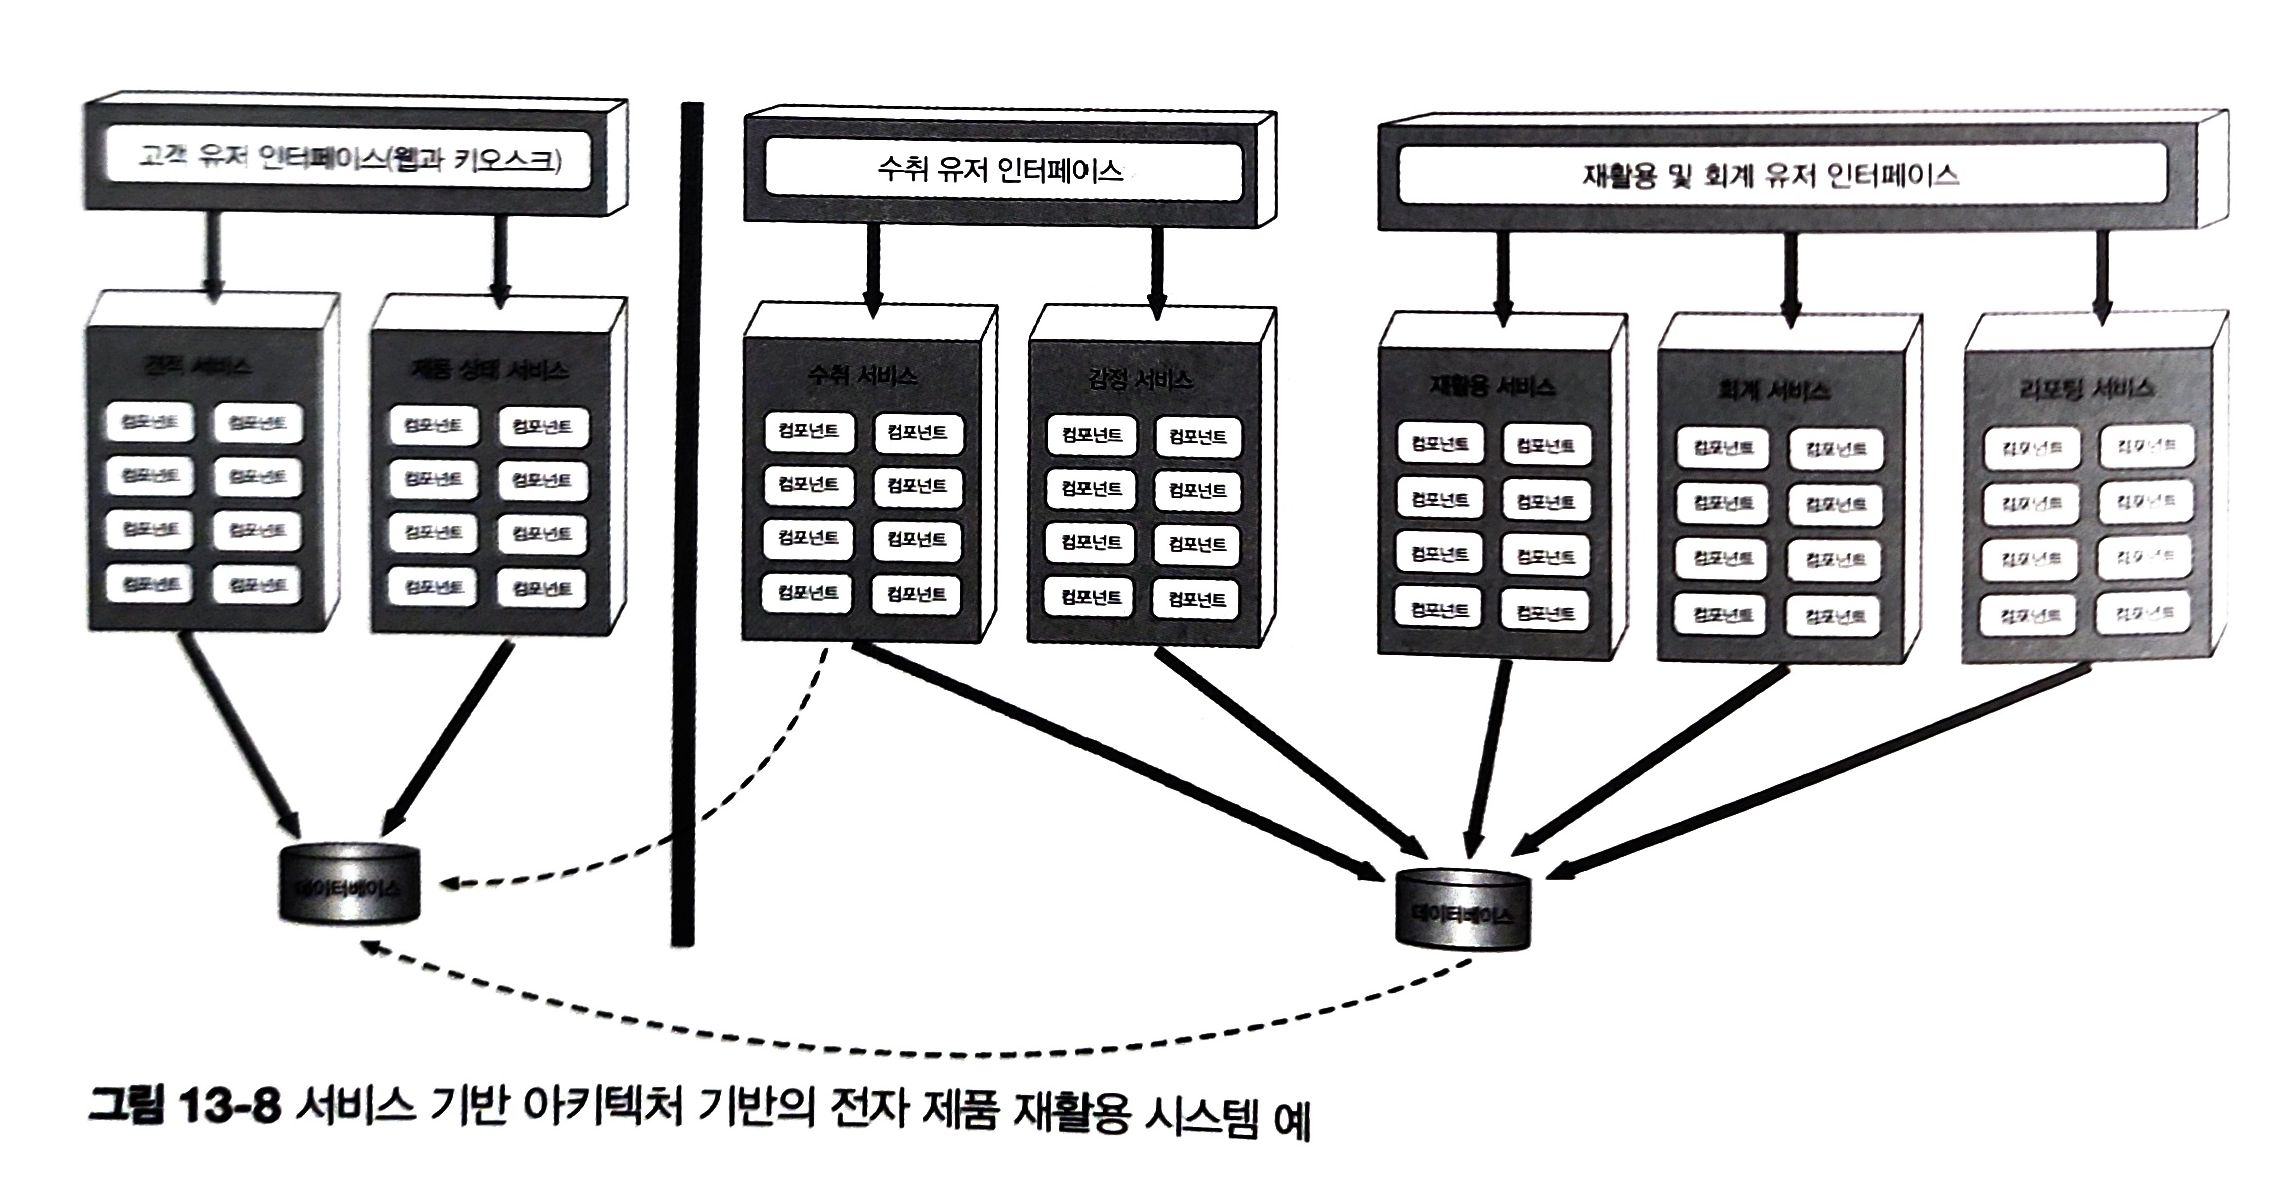 고객 유저 인터페이스(웹과 키오스크)
수취 유저 인터페이스
재활용 및 회계 유저 인터페이스
견적 서비스
제품 상태 서비스
수취 서비스
감정 서비스
재활용 서비스
회계 서비스
리포팅 서비스
컴포넌트 컴포넌트 컴포넌트 컴포넌트 컴포넌트 컴포넌트 컴포넌트 컴포넌트 컴포넌트 컴포넌트 컴포넌트 컴포넌트 컴포넌트 컴포넌트
컴포넌트 컴포넌트 컴포넌트 컴포넌트 컴포넌트 컴포넌트 컴포넌트 컴포넌트 컴포넌트 컴포넌트 컴포넌트 컴포넌트 컴포넌트 컴포넌트
컴포넌트 컴포넌트 컴포넌트 컴포넌트 컴포넌트 컴포넌트 컴포넌트 컴포넌트 컴포넌트 컴포넌트 컴포넌트 컴포넌트 컴포넌트 컴포넌트
컴포넌트 컴포넌트 컴포넌트 컴포넌트 컴포넌트 컴포넌트 컴포넌트 컴포넌트 컴포넌트 컴포넌트 컴포넌트 컴포넌트 컴포넌트 컴포넌트
데이터베이스
데이터베이스
그림 13-8 서비스 기반 아키텍처 기반의 전자 제품 재활용 시스템 예